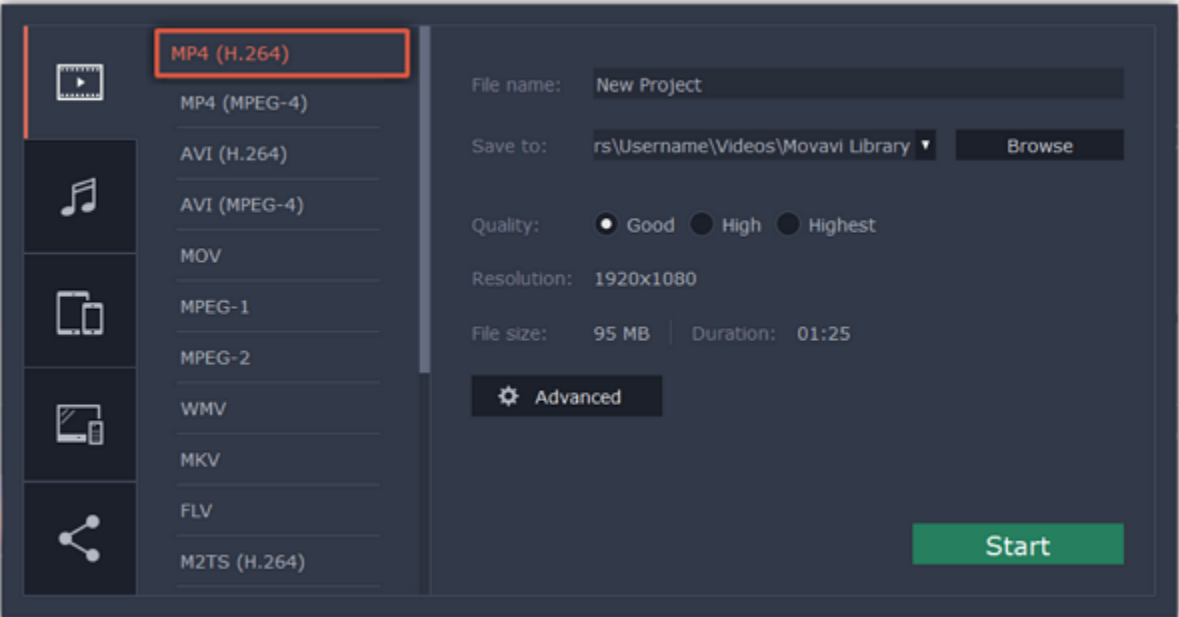 MP4 (H.264)
MP4 (MPEG-4)
AVI (H.264)
AVI (MPEG-4)
MOV
MPEG-1
MPEG-2
WMV
MKV
FLV
M2TS (H.264)
File name: New Project
Save to: rs\Username\Videos\Movavi Library Browse
Quality: Good High Highest
Resolution: 1920x1080
File size: 95 MB Duration: 01:25
Advanced
Start